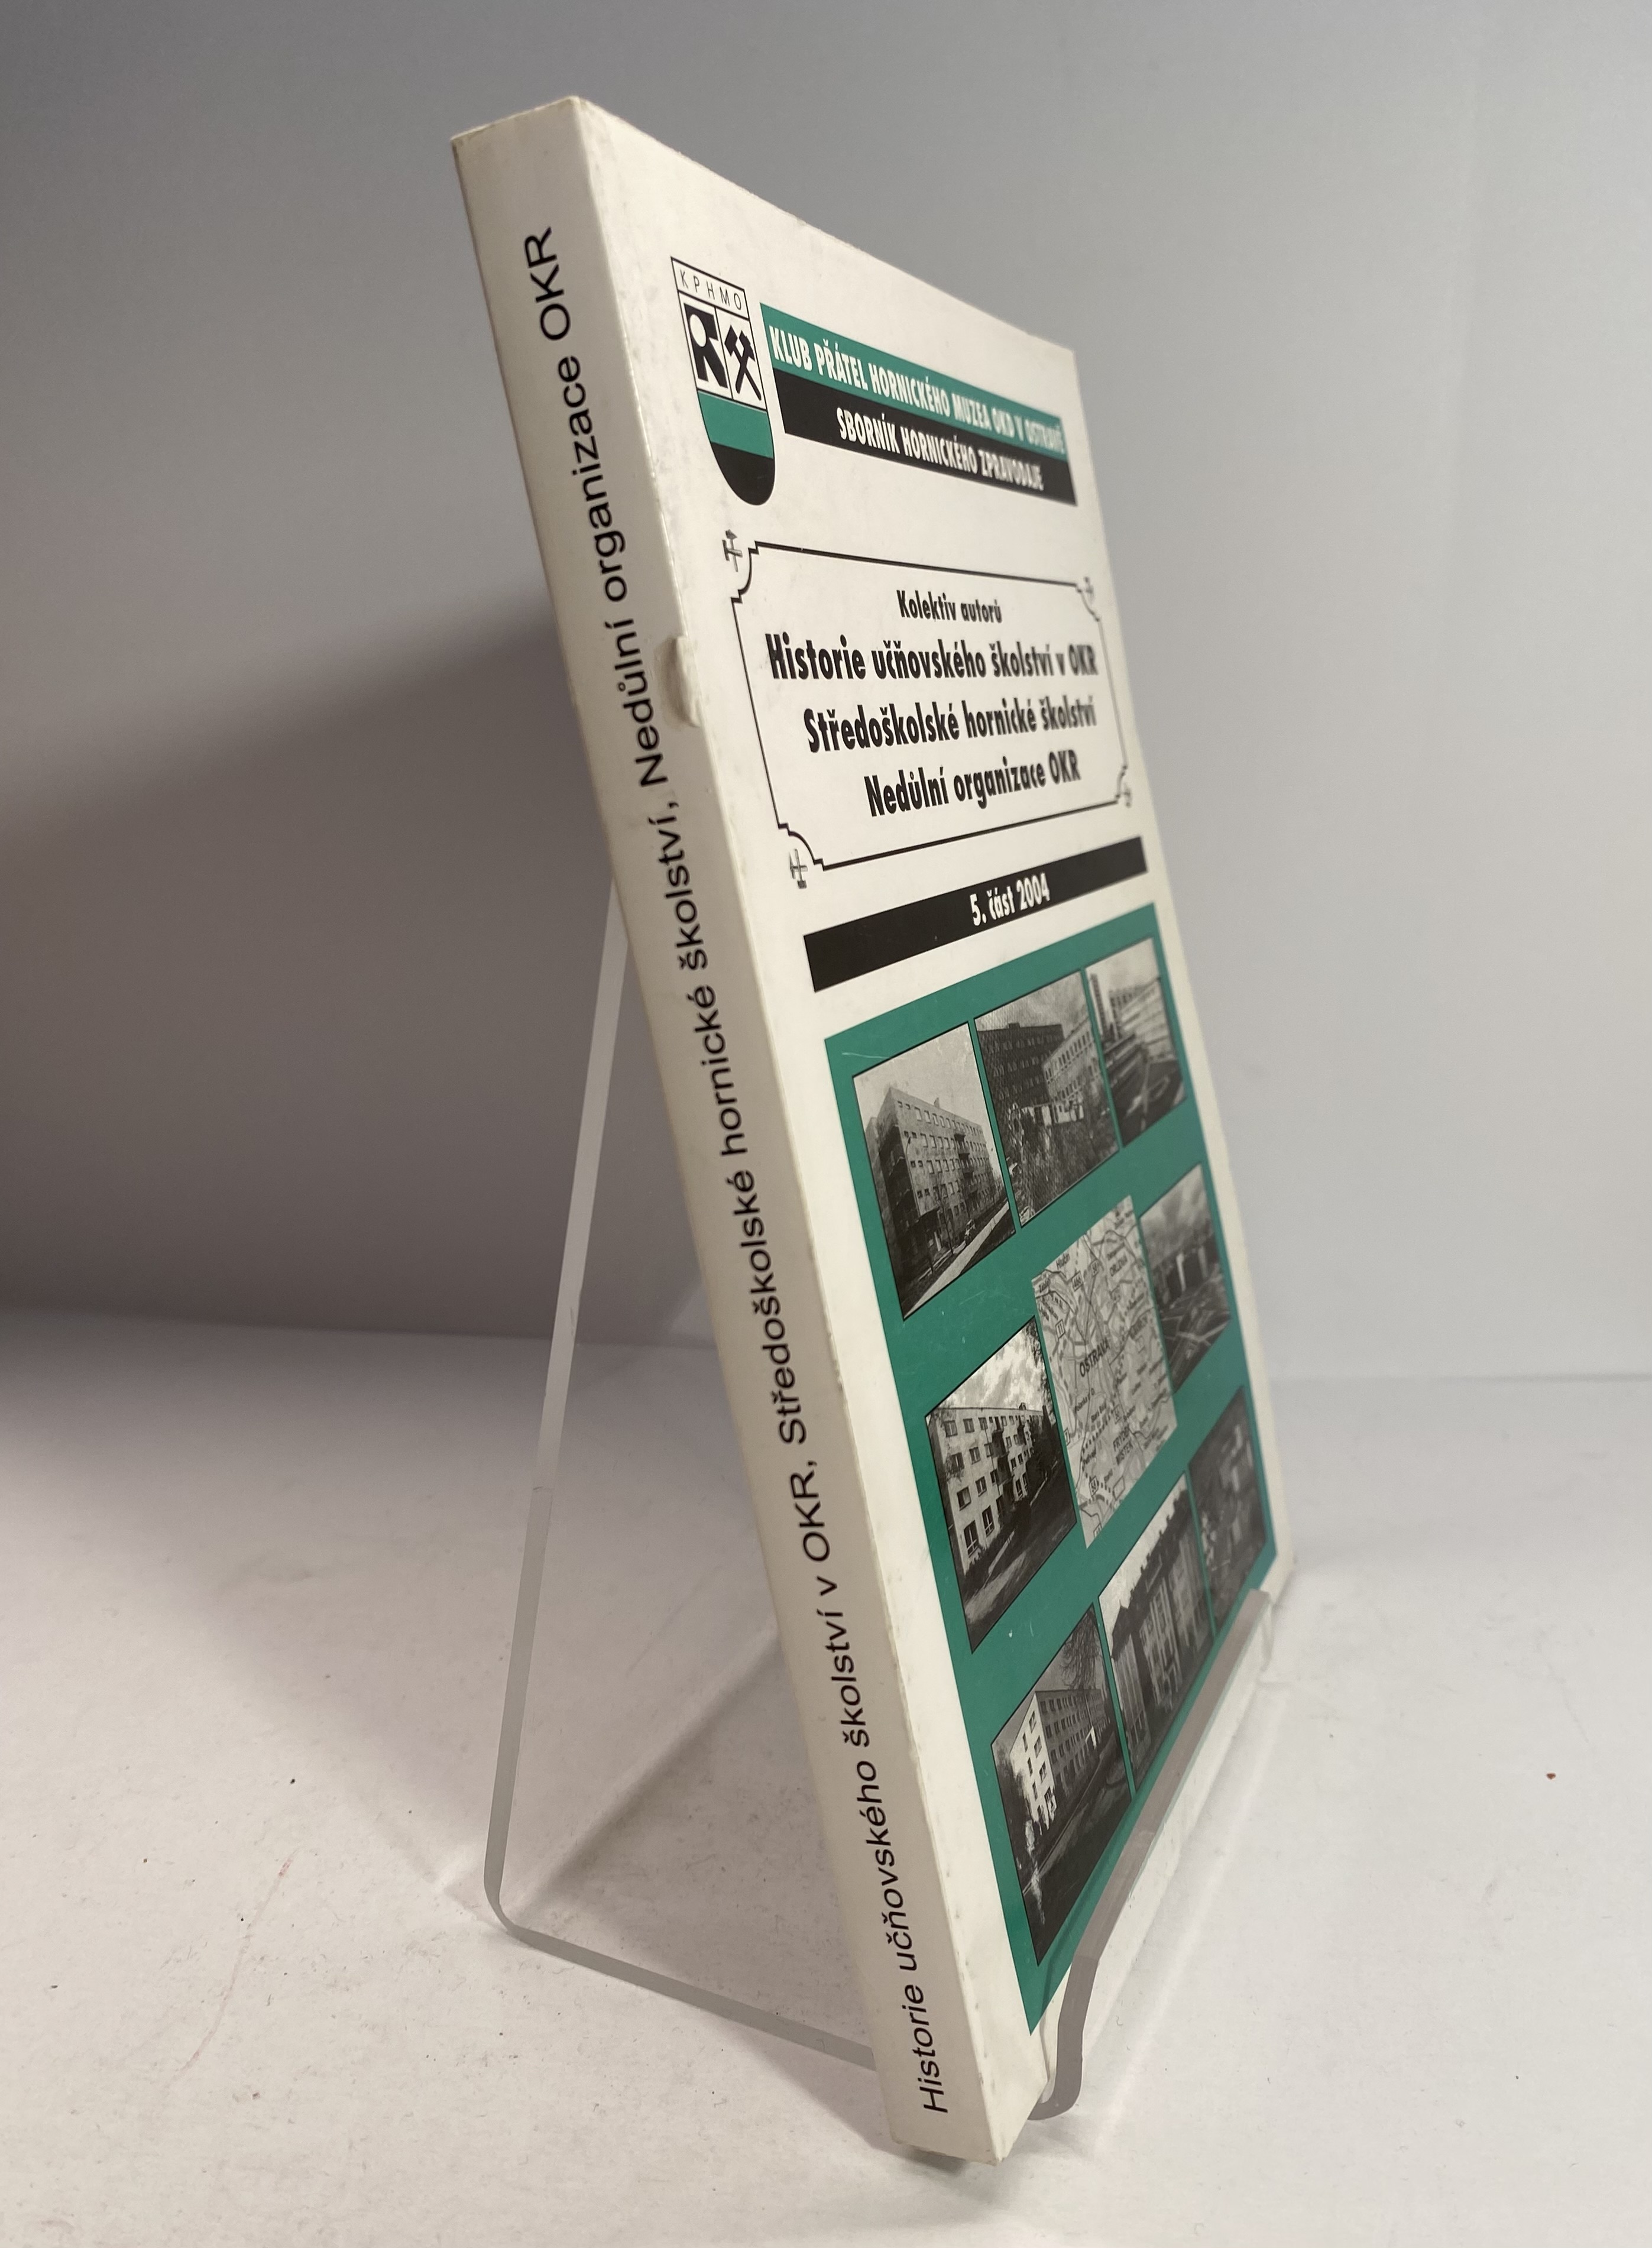 Historie učňovského školství v OKR, Středoškolské hornické školství, Nedůlní organizace OKR
KPHMO
KLUB PŘÁTEL HORNICKÉHO MUZEA OKD V OSTRAVĚ
SBORNÍK HORNICKÉHO ZPRAVODAJE
Kolektiv autorů
Historie učňovského školství v OKR
Středoškolské hornické školství
Nedůlní organizace OKR
5. část 2004
OSTRAVA